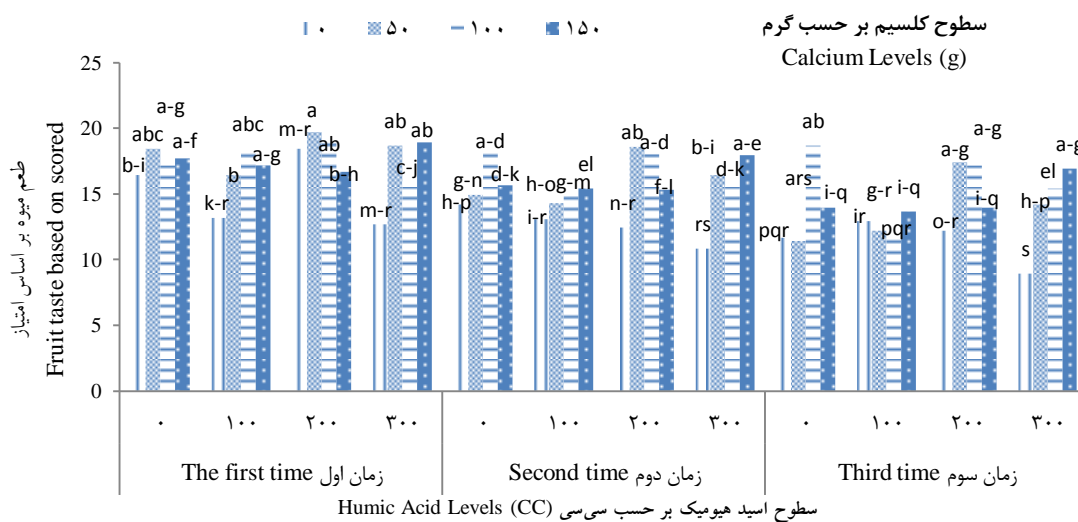 ۰ ۵۰ ۱۰۰ ۱۵۰
سطوح کلسیم بر حسب گرم
Calcium Levels (g)
طعم میوه بر اساس امتیاز
Fruit taste based on scored
25
20
15
10
5
0
b-i abc a-g a-f
k-r b abc a-g
m-r a ab b-h
m-r ab c-j ab
h-p g-n a-d d-k
i-r h-o g-m el
n-r ab a-d f-l
rs b-i d-k a-e
pqr ars ab i-q
ir g-r pqr i-q
o-r a-g a-g i-q
s h-p el a-g
۰ ۱۰۰ ۲۰۰ ۳۰۰ ۰ ۱۰۰ ۲۰۰ ۳۰۰ ۰ ۱۰۰ ۲۰۰ ۳۰۰
The first time زمان اول
Second time زمان دوم
Third time زمان سوم
Humic Acid Levels (CC) سطوح اسید هیومیک بر حسب سی‌سی